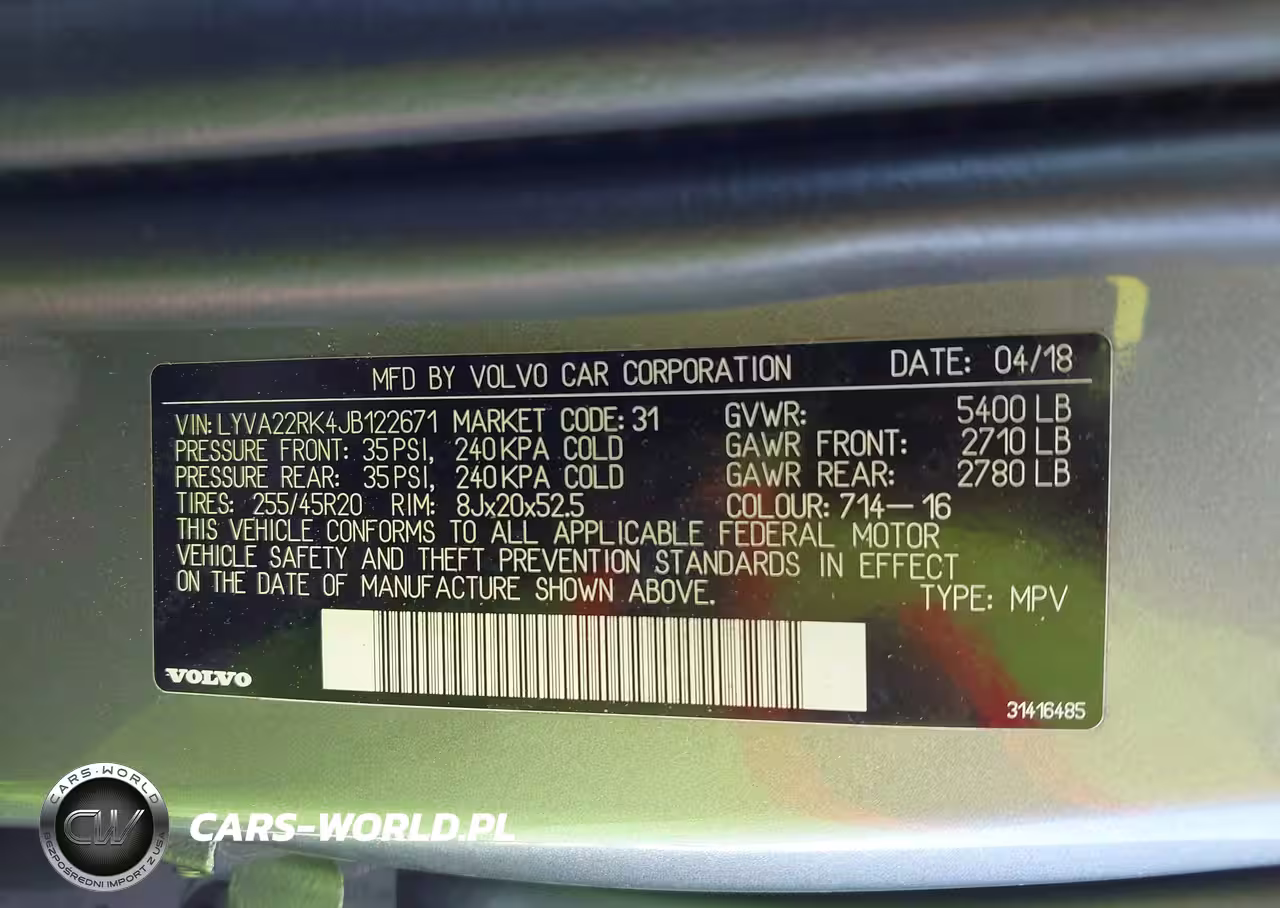 MFD BY VOLVO CAR CORPORATION DATE: 04/18
VIN: LYVA22RK4JB122671 MARKET CODE: 31 GVWR: 5400 LB
PRESSURE FRONT: 35 PSI, 240 KPA COLD GAWR FRONT: 2710 LB
PRESSURE REAR: 35 PSI, 240 KPA COLD GAWR REAR: 2780 LB
TIRES: 255/45R20 RIM: 8Jx20x52.5 COLOUR: 714-16
THIS VEHICLE CONFORMS TO ALL APPLICABLE FEDERAL MOTOR
VEHICLE SAFETY AND THEFT PREVENTION STANDARDS IN EFFECT
ON THE DATE OF MANUFACTURE SHOWN ABOVE. TYPE: MPV
VOLVO
31416485
CARS-WORLD
CW
BEZPOŚREDNI IMPORT Z USA
CARS-WORLD.PL